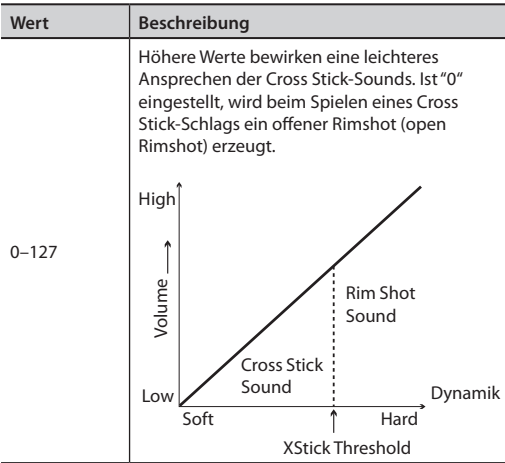 Wert Beschreibung
Höhere Werte bewirken eine leichteres
Ansprechen der Cross Stick-Sounds. Ist “0“
eingestellt, wird beim Spielen eines Cross
Stick-Schlags ein offener Rimshot (open
Rimshot) erzeugt.
0–127
High
Volume
Low
Rim Shot
Sound
Cross Stick
Sound
Dynamik
Soft
Hard
XStick Threshold